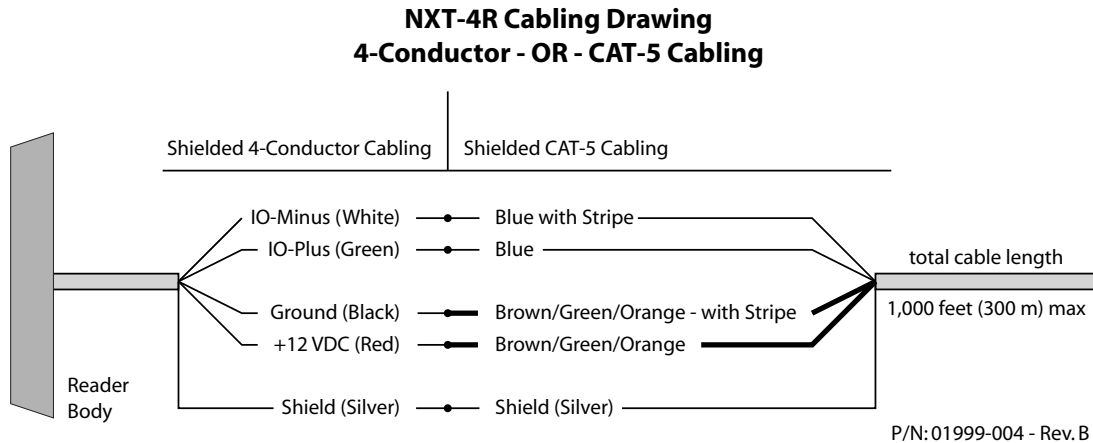 NXT-4R Cabling Drawing
4-Conductor - OR - CAT-5 Cabling
Shielded 4-Conductor Cabling
Shielded CAT-5 Cabling
IO-Minus (White)
Blue with Stripe
IO-Plus (Green)
Blue
total cable length
Ground (Black)
Brown/Green/Orange - with Stripe
1,000 feet (300 m) max
+12 VDC (Red)
Brown/Green/Orange
Reader
Body
Shield (Silver)
Shield (Silver)
P/N: 01999-004 - Rev. B